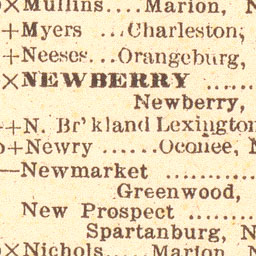 ×Mullins....Marion, N
+Myers ...Charleston,
+Neeses...Orangeburg,
×NEWBERRY ......
Newberry,
+N. Br'kland Lexington
o+Newry ......Oconee, N
—Newmarket ...........
Greenwood,
New Prospect .........
Spartanburg, N
o×Nichols....Marion, N